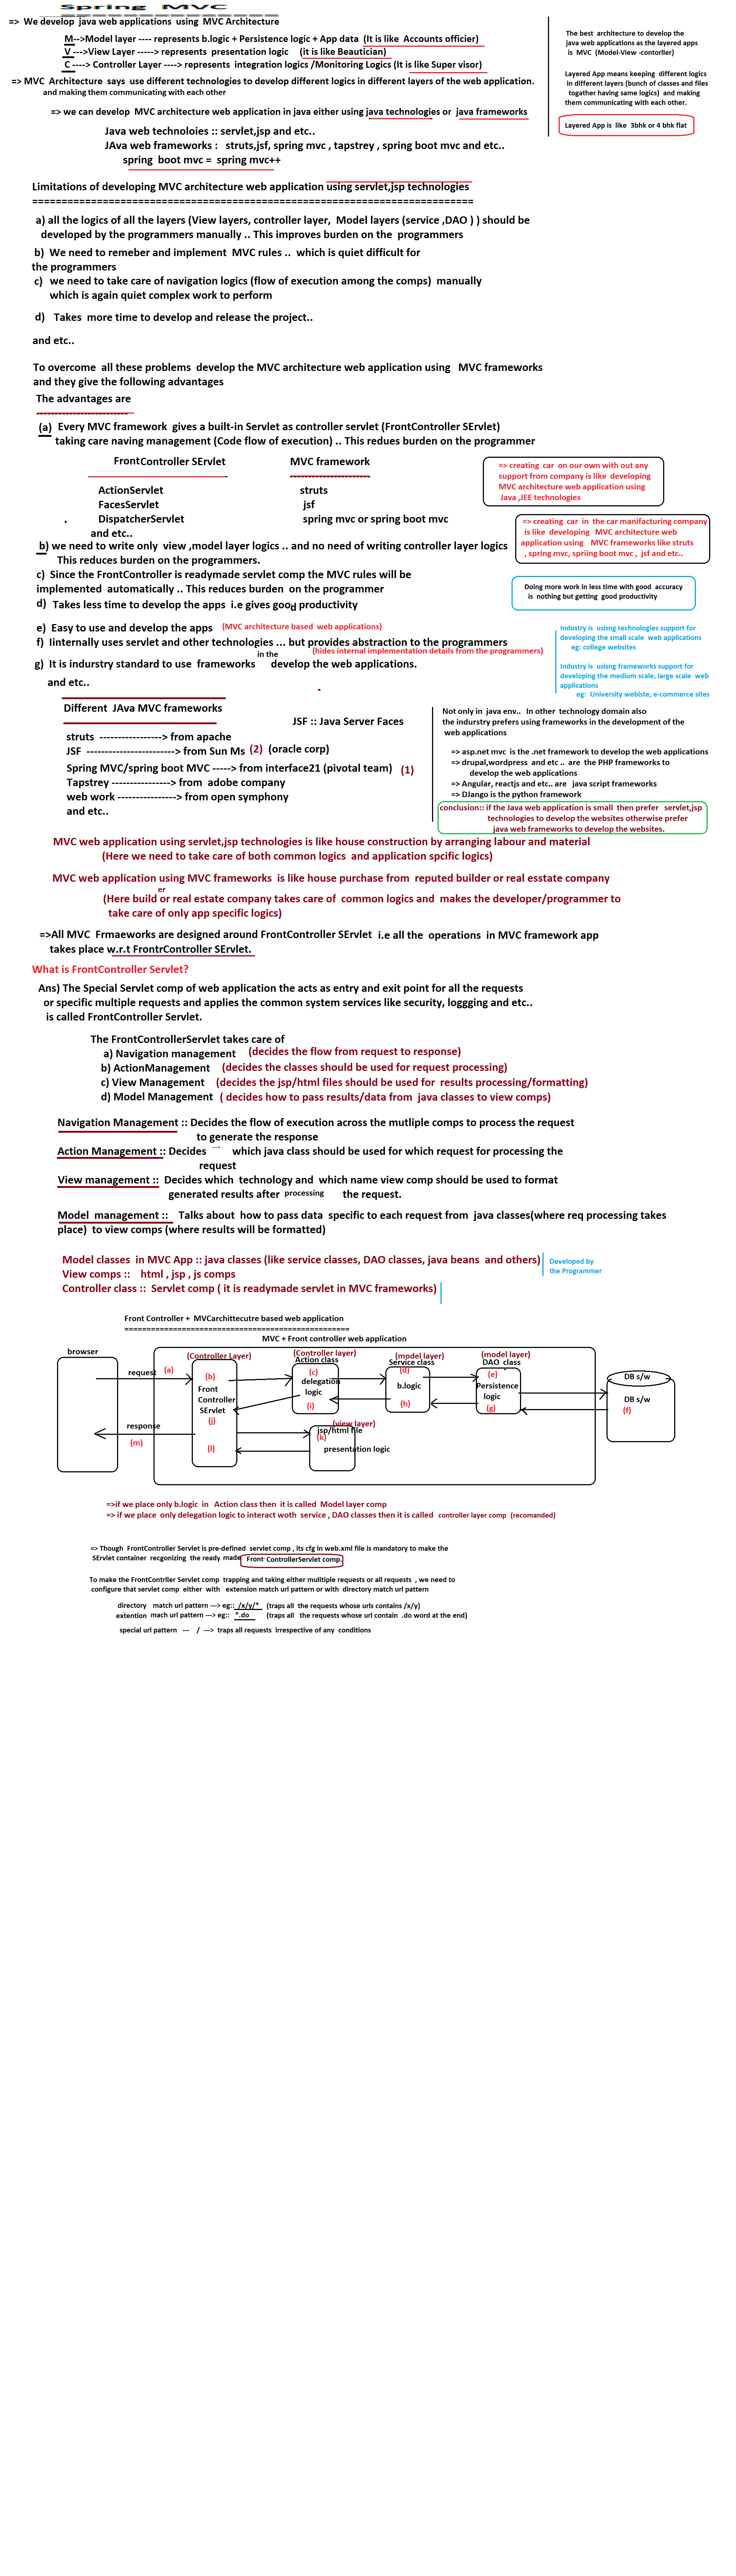 Spring MVC
=> We develop java web applications using MVC Architecture
M-->Model layer ---- represents b.logic + Persistence logic + App data (It is like Accounts officier)
V --->View Layer -----> represents presentation logic (it is like Beautician)
C ----> Controller Layer ----> represents integration logics /Monitoring Logics (It is like Super visor)
=> MVC Architecture says use different technologies to develop different logics in different layers of the web application.
and making them communicating with each other
The best architecture to develop the
java web applications as the layered apps
is MVC (Model-View -contorller)
Layered App means keeping different logics
in different layers (bunch of classes and files
togather having same logics) and making
them communicating with each other.
Layered App is like 3bhk or 4 bhk flat
=> we can develop MVC architecture web application in java either using java technologies or java frameworks
Java web technoloies :: servlet,jsp and etc..
JAva web frameworks : struts,jsf, spring mvc , tapstrey , spring boot mvc and etc..
spring boot mvc = spring mvc++
Limitations of developing MVC architecture web application using servlet,jsp technologies
===========================================================================
a) all the logics of all the layers (View layers, controller layer, Model layers (service ,DAO ) ) should be
developed by the programmers manually .. This improves burden on the programmers
b) We need to remeber and implement MVC rules .. which is quiet difficult for
the programmers
c) we need to take care of navigation logics (flow of execution among the comps) manually
which is again quiet complex work to perform
d) Takes more time to develop and release the project..
and etc..
To overcome all these problems develop the MVC architecture web application using MVC frameworks
and they give the following advantages
The advantages are
-------------------------
(a) Every MVC framework gives a built-in Servlet as controller servlet (FrontController SErvlet)
taking care naving management (Code flow of execution) .. This redues burden on the programmer
FrontController SErvlet MVC framework
ActionServlet struts
FacesServlet jsf
DispatcherServlet spring mvc or spring boot mvc
and etc..
=> creating car on our own with out any
support from company is like developing
MVC architecture web application using
Java ,JEE technologies
=> creating car in the car manifacturing company
is like developing MVC architecture web
application using MVC frameworks like struts
, spring mvc, spriing boot mvc , jsf and etc..
b) we need to write only view ,model layer logics .. and no need of writing controller layer logics
This reduces burden on the programmers.
c) Since the FrontController is readymade servlet comp the MVC rules will be
implemented automatically .. This reduces burden on the programmer
d) Takes less time to develop the apps i.e gives good productivity
Doing more work in less time with good accuracy
is nothing but getting good productivity
e) Easy to use and develop the apps (MVC architecture based web applications)
f) Iinternally uses servlet and other technologies ... but provides abstraction to the programmers
(hides internal implementation details from the programmers)
g) It is indurstry standard to use frameworks in the develop the web applications.
and etc..
Industry is usisng technologies support for
developing the small scale web applications
eg: college websites
Industry is usisng frameworks support for
developing the medium scale, large scale web
applications
eg: University webiste, e-commerce sites
Different JAva MVC frameworks
JSF :: Java Server Faces
struts -----------------> from apache
JSF ------------------------> from Sun Ms (2) (oracle corp)
Spring MVC/spring boot MVC -----> from interface21 (pivotal team) (1)
Tapstrey ----------------> from adobe company
web work ----------------> from open symphony
and etc..
Not only in java env.. In other technology domain also
the indurstry prefers using frameworks in the development of the
web applications
=> asp.net mvc is the .net framework to develop the web applications
=> drupal,wordpress and etc .. are the PHP frameworks to
develop the web applications
=> Angular, reactjs and etc.. are java script frameworks
=> DJango is the python framework
conclusion:: if the Java web application is small then prefer servlet,jsp
technologies to develop the websites otherwise prefer
java web frameworks to develop the websites.
MVC web application using servlet,jsp technologies is like house construction by arranging labour and material
(Here we need to take care of both common logics and application spcific logics)
MVC web application using MVC frameworks is like house purchase from reputed builder or real esstate company
er
(Here build or real estate company takes care of common logics and makes the developer/programmer to
take care of only app specific logics)
=>All MVC Frmaeworks are designed around FrontController SErvlet i.e all the operations in MVC framework app
takes place w.r.t FrontrController SErvlet.
What is FrontController Servlet?
Ans) The Special Servlet comp of web application the acts as entry and exit point for all the requests
or specific multiple requests and applies the common system services like security, loggging and etc..
is called FrontController Servlet.
The FrontControllerServlet takes care of
a) Navigation management (decides the flow from request to response)
b) ActionManagement (decides the classes should be used for request processing)
c) View Management (decides the jsp/html files should be used for results processing/formatting)
d) Model Management ( decides how to pass results/data from java classes to view comps)
Navigation Management :: Decides the flow of execution across the mutliple comps to process the request
to generate the response
Action Management :: Decides which java class should be used for which request for processing the
request
View management :: Decides which technology and which name view comp should be used to format
generated results after processing the request.
Model management :: Talks about how to pass data specific to each request from java classes(where req processing takes
place) to view comps (where results will be formatted)
Model classes in MVC App :: java classes (like service classes, DAO classes, java beans and others)
View comps :: html , jsp , js comps
Controller class :: Servlet comp ( it is readymade servlet in MVC frameworks)
Developed by
the Programmer
Front Controller + MVCarchittecutre based web application
====================================================
MVC + Front controller web application
browser
request (a)
response
(m)
(Controller Layer)
(b)
Front
Controller
SErvlet
(j)
(l)
(Controller layer)
Action class
(c)
delegation
logic
(i)
(model layer)
Service class
(d)
b.logic
(h)
(model layer)
DAO class
(e)
Persistence
logic
(g)
DB s/w
DB s/w
(f)
(view layer)
jsp/html file
(k)
presentation logic
=>if we place only b.logic in Action class then it is called Model layer comp
=> if we place only delegation logic to interact woth service , DAO classes then it is called controller layer comp (recomanded)
=> Though FrontController Servlet is pre-defined servlet comp , its cfg in web.xml file is mandatory to make the
SErvlet container recgonizing the ready made Front ControllerServlet comp.
To make the FrontContrller Servlet comp trapping and taking either mulitiple requests or all requests , we need to
configure that servlet comp either with extension match url pattern or with directory match url pattern
directory match url pattern ---> eg:: /x/y/* (traps all the requests whose urls contains /x/y)
extention mach url pattern ---> eg:: *.do (traps all the requests whose url contain .do word at the end)
special url pattern --- / ---> traps all requests irrespective of any conditions